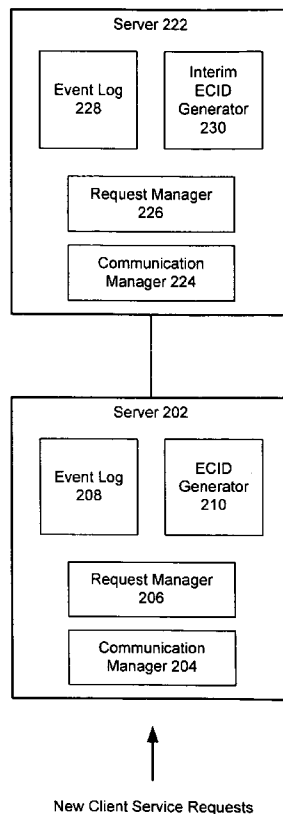 Server 222
Event Log
228
Interim
ECID
Generator
230
Request Manager
226
Communication
Manager 224
Server 202
Event Log
208
ECID
Generator
210
Request Manager
206
Communication
Manager 204
New Client Service Requests